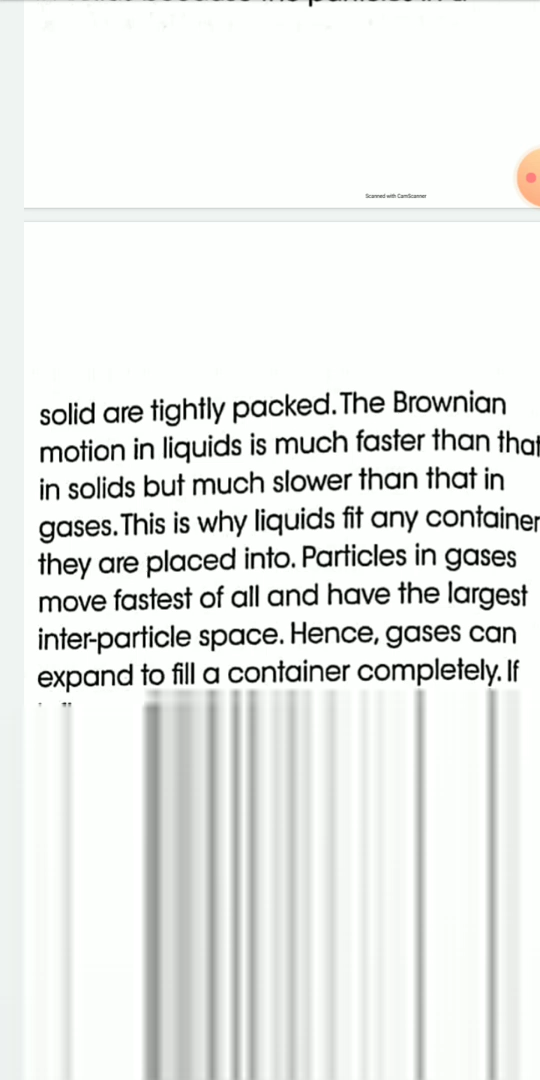 Scanned with CamScanner
solid are tightly packed. The Brownian
motion in liquids is much faster than that
in solids but much slower than that in
gases. This is why liquids fit any container
they are placed into. Particles in gases
move fastest of all and have the largest
inter-particle space. Hence, gases can
expand to fill a container completely. If